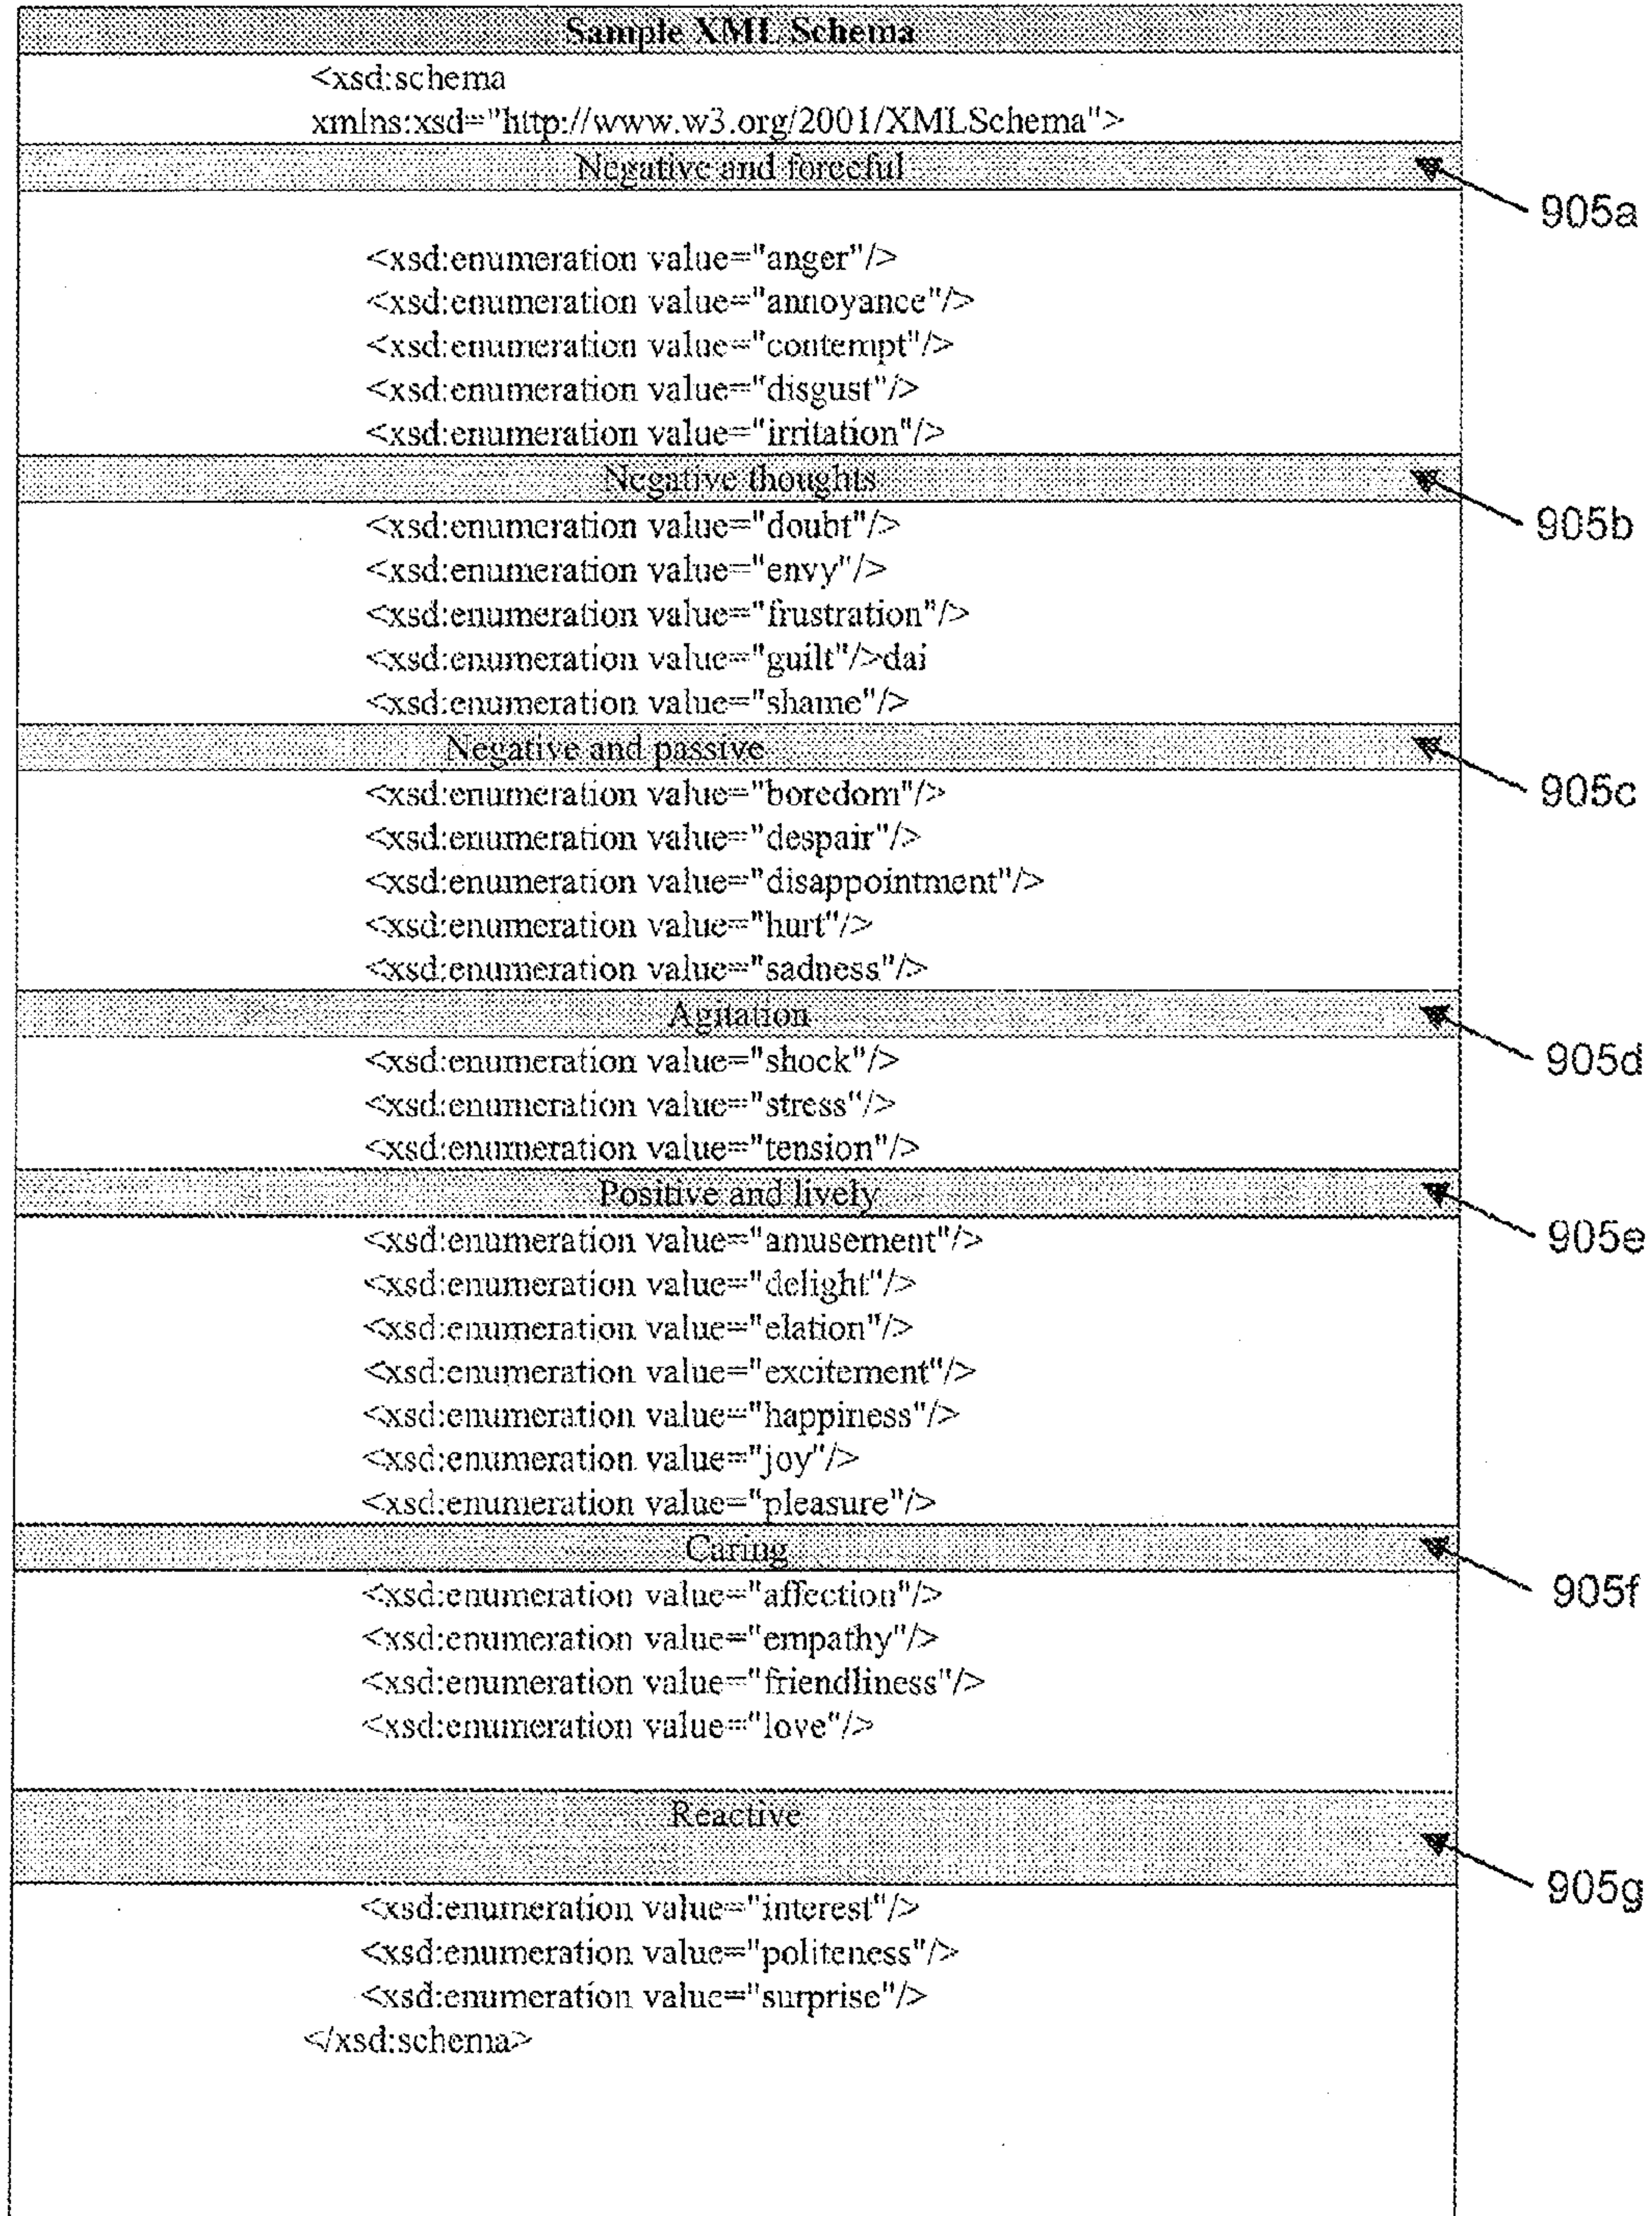 Sample XML Schema
<xsd:schema
xmlns:xsd="http://www.w3.org/2001/XMLSchema">
Negative and forceful
905a
<xsd:enumeration value="anger"/>
<xsd:enumeration value="annoyance"/>
<xsd:enumeration value="contempt"/>
<xsd:enumeration value="disgust"/>
<xsd:enumeration value="irritation"/>
Negative thoughts
905b
<xsd:enumeration value="doubt"/>
<xsd:enumeration value="envy"/>
<xsd:enumeration value="frustration"/>
<xsd:enumeration value="guilt"/>dai
<xsd:enumeration value="shame"/>
Negative and passive
905c
<xsd:enumeration value="boredom"/>
<xsd:enumeration value="despair"/>
<xsd:enumeration value="disappointment"/>
<xsd:enumeration value="hurt"/>
<xsd:enumeration value="sadness"/>
Agitation
905d
<xsd:enumeration value="shock"/>
<xsd:enumeration value="stress"/>
<xsd:enumeration value="tension"/>
Positive and lively
905e
<xsd:enumeration value="amusement"/>
<xsd:enumeration value="delight"/>
<xsd:enumeration value="elation"/>
<xsd:enumeration value="excitement"/>
<xsd:enumeration value="happiness"/>
<xsd:enumeration value="joy"/>
<xsd:enumeration value="pleasure"/>
Caring
905f
<xsd:enumeration value="affection"/>
<xsd:enumeration value="empathy"/>
<xsd:enumeration value="friendliness"/>
<xsd:enumeration value="love"/>
Reactive
905g
<xsd:enumeration value="interest"/>
<xsd:enumeration value="politeness"/>
<xsd:enumeration value="surprise"/>
</xsd:schema>